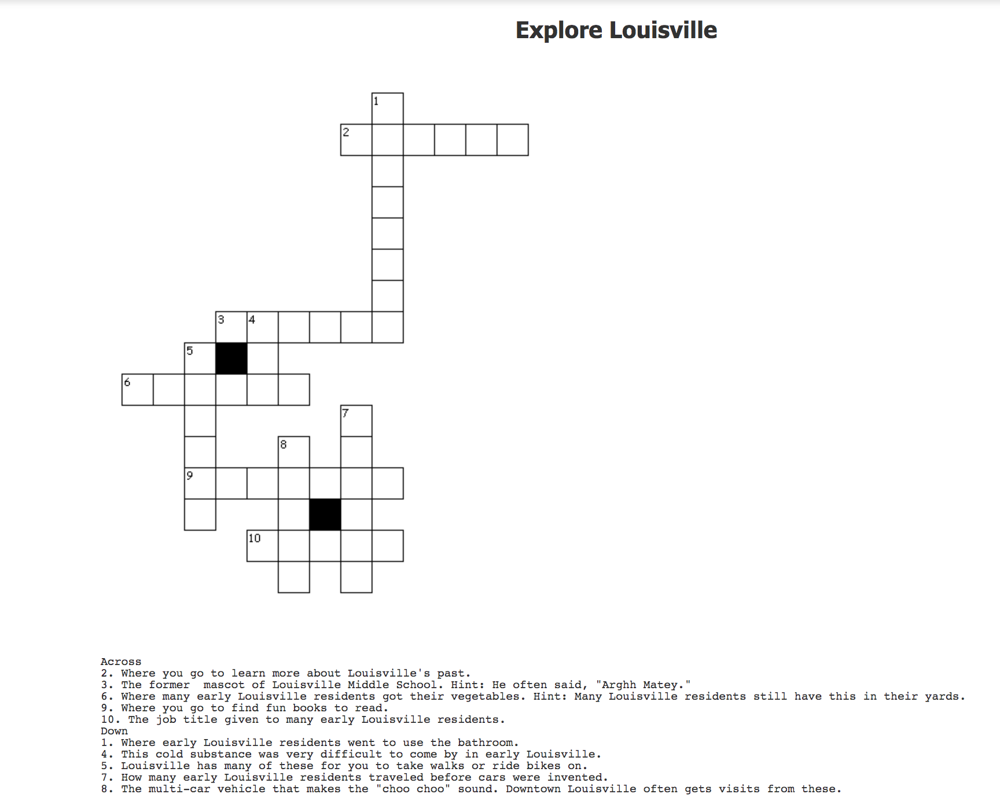 Explore Louisville
1
2
3 4
5
6
7
8
9
10
Across
2. Where you go to learn more about Louisville's past.
3. The former  mascot of Louisville Middle School. Hint: He often said, "Arghh Matey."
6. Where many early Louisville residents got their vegetables. Hint: Many Louisville residents still have this in their yards.
9. Where you go to find fun books to read.
10. The job title given to many early Louisville residents.
Down
1. Where early Louisville residents went to use the bathroom.
4. This cold substance was very difficult to come by in early Louisville.
5. Louisville has many of these for you to take walks or ride bikes on.
7. How many early Louisville residents traveled before cars were invented.
8. The multi-car vehicle that makes the "choo choo" sound. Downtown Louisville often gets visits from these.